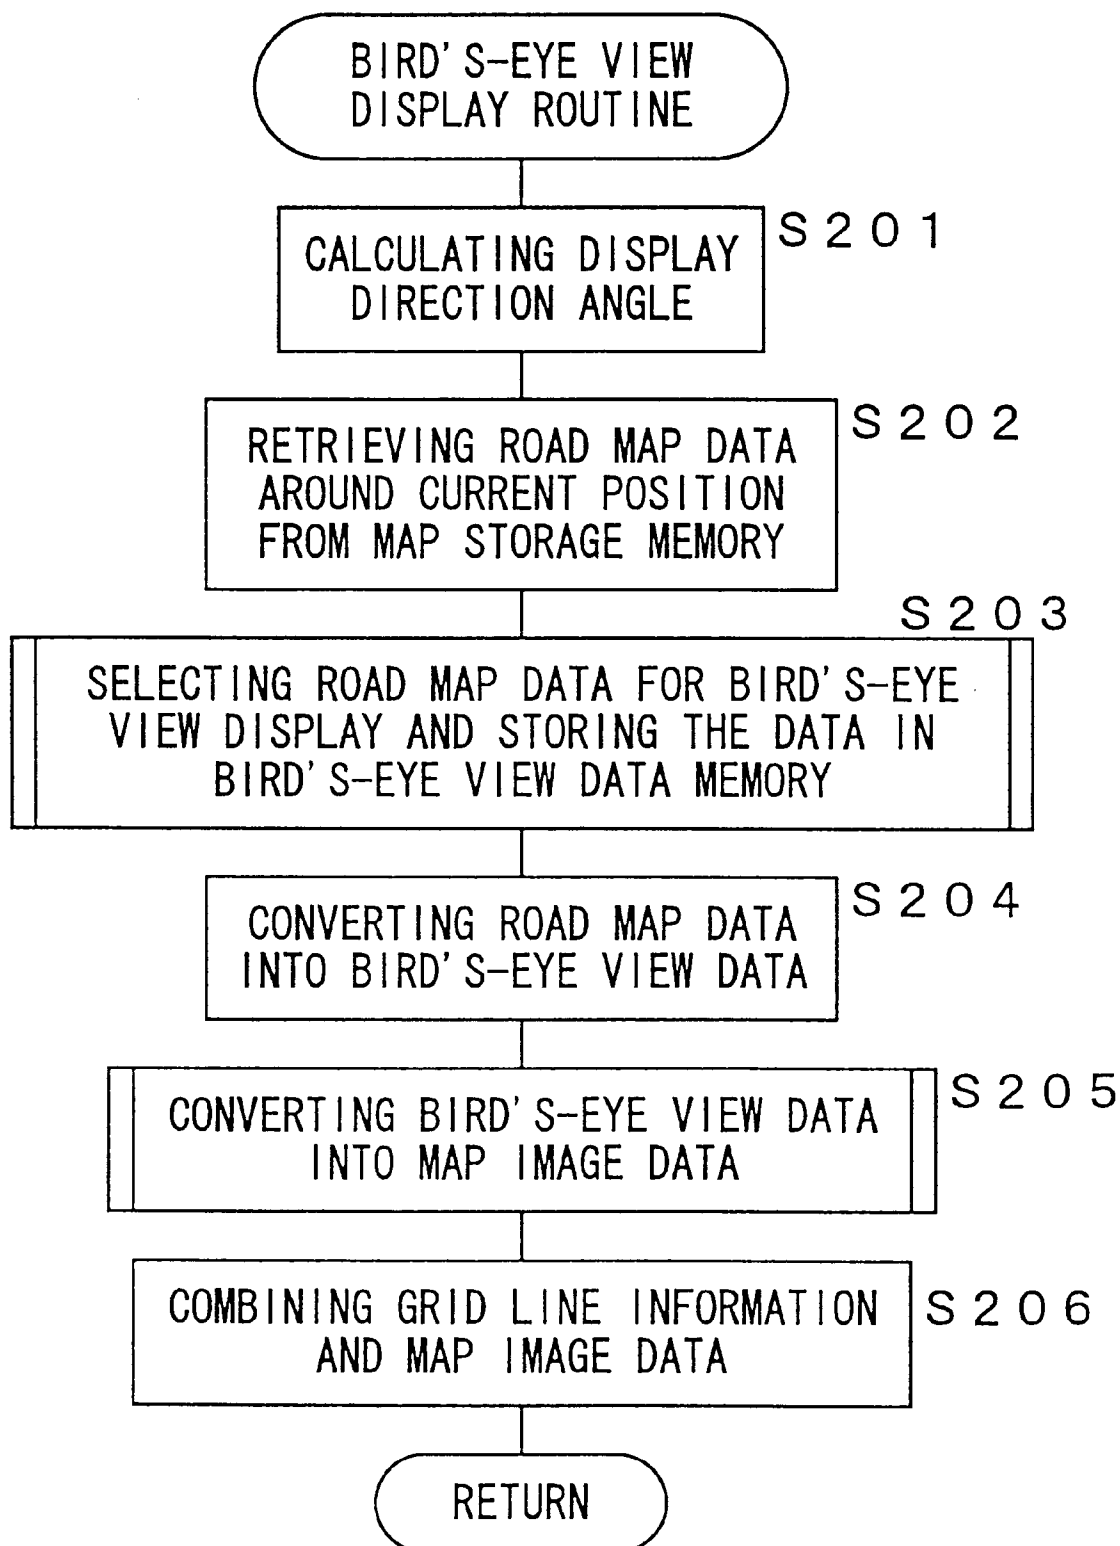 BIRD'S-EYE VIEW
DISPLAY ROUTINE
S201
CALCULATING DISPLAY
DIRECTION ANGLE
S202
RETRIEVING ROAD MAP DATA
AROUND CURRENT POSITION
FROM MAP STORAGE MEMORY
S203
SELECTING ROAD MAP DATA FOR BIRD'S-EYE
VIEW DISPLAY AND STORING THE DATA IN
BIRD'S-EYE VIEW DATA MEMORY
S204
CONVERTING ROAD MAP DATA
INTO BIRD'S-EYE VIEW DATA
S205
CONVERTING BIRD'S-EYE VIEW DATA
INTO MAP IMAGE DATA
S206
COMBINING GRID LINE INFORMATION
AND MAP IMAGE DATA
RETURN